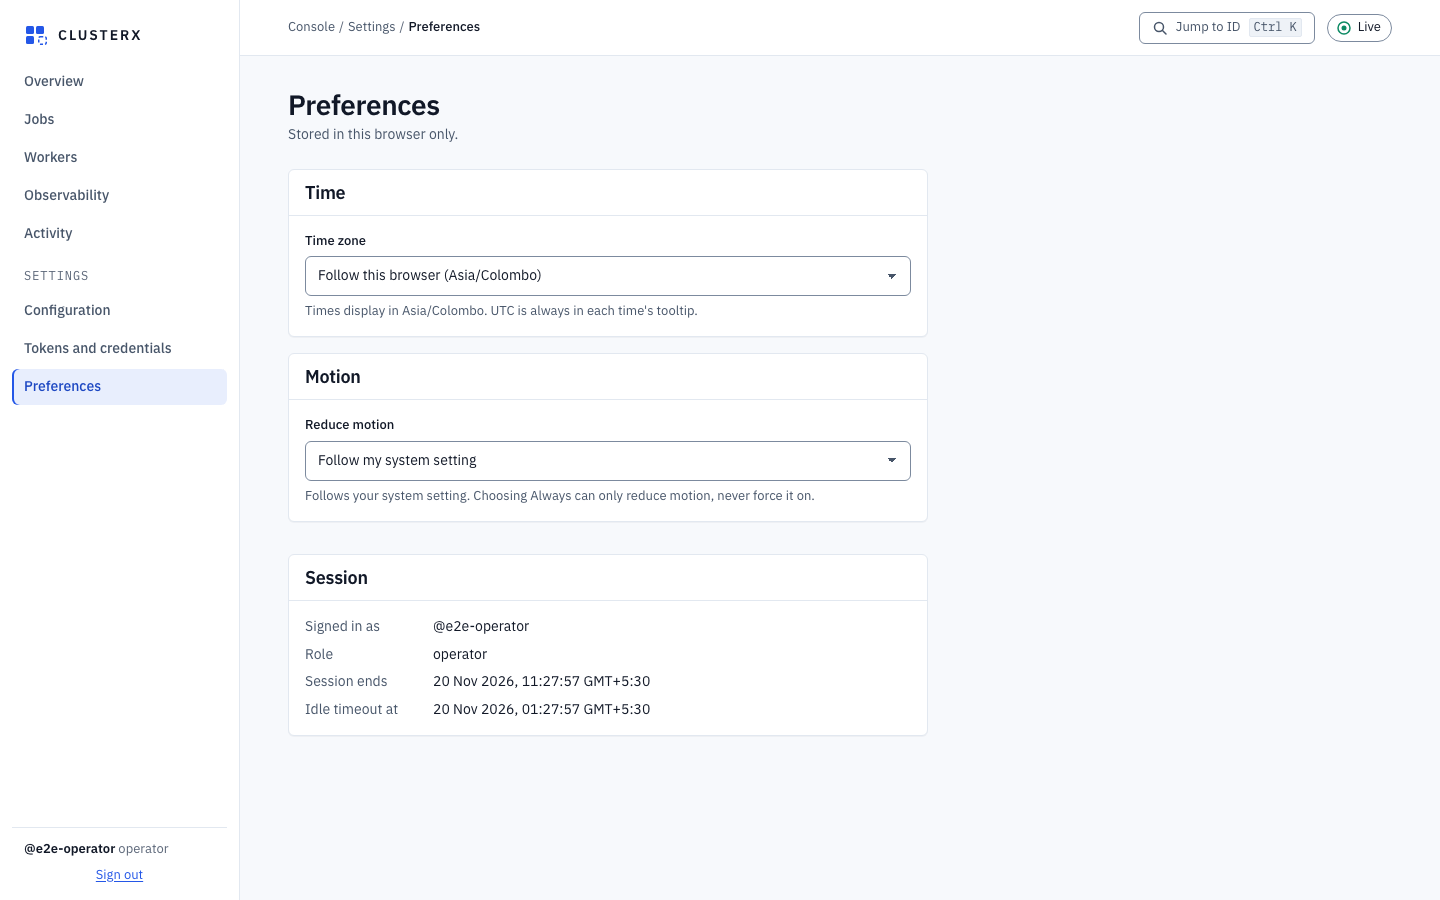 CLUSTERX
Overview
Jobs
Workers
Observability
Activity
SETTINGS
Configuration
Tokens and credentials
Preferences
@e2e-operator operator
Sign out
Console / Settings / Preferences
Jump to ID Ctrl K
Live
Preferences
Stored in this browser only.
Time
Time zone
Follow this browser (Asia/Colombo)
Times display in Asia/Colombo. UTC is always in each time's tooltip.
Motion
Reduce motion
Follow my system setting
Follows your system setting. Choosing Always can only reduce motion, never force it on.
Session
Signed in as @e2e-operator
Role operator
Session ends 20 Nov 2026, 11:27:57 GMT+5:30
Idle timeout at 20 Nov 2026, 01:27:57 GMT+5:30